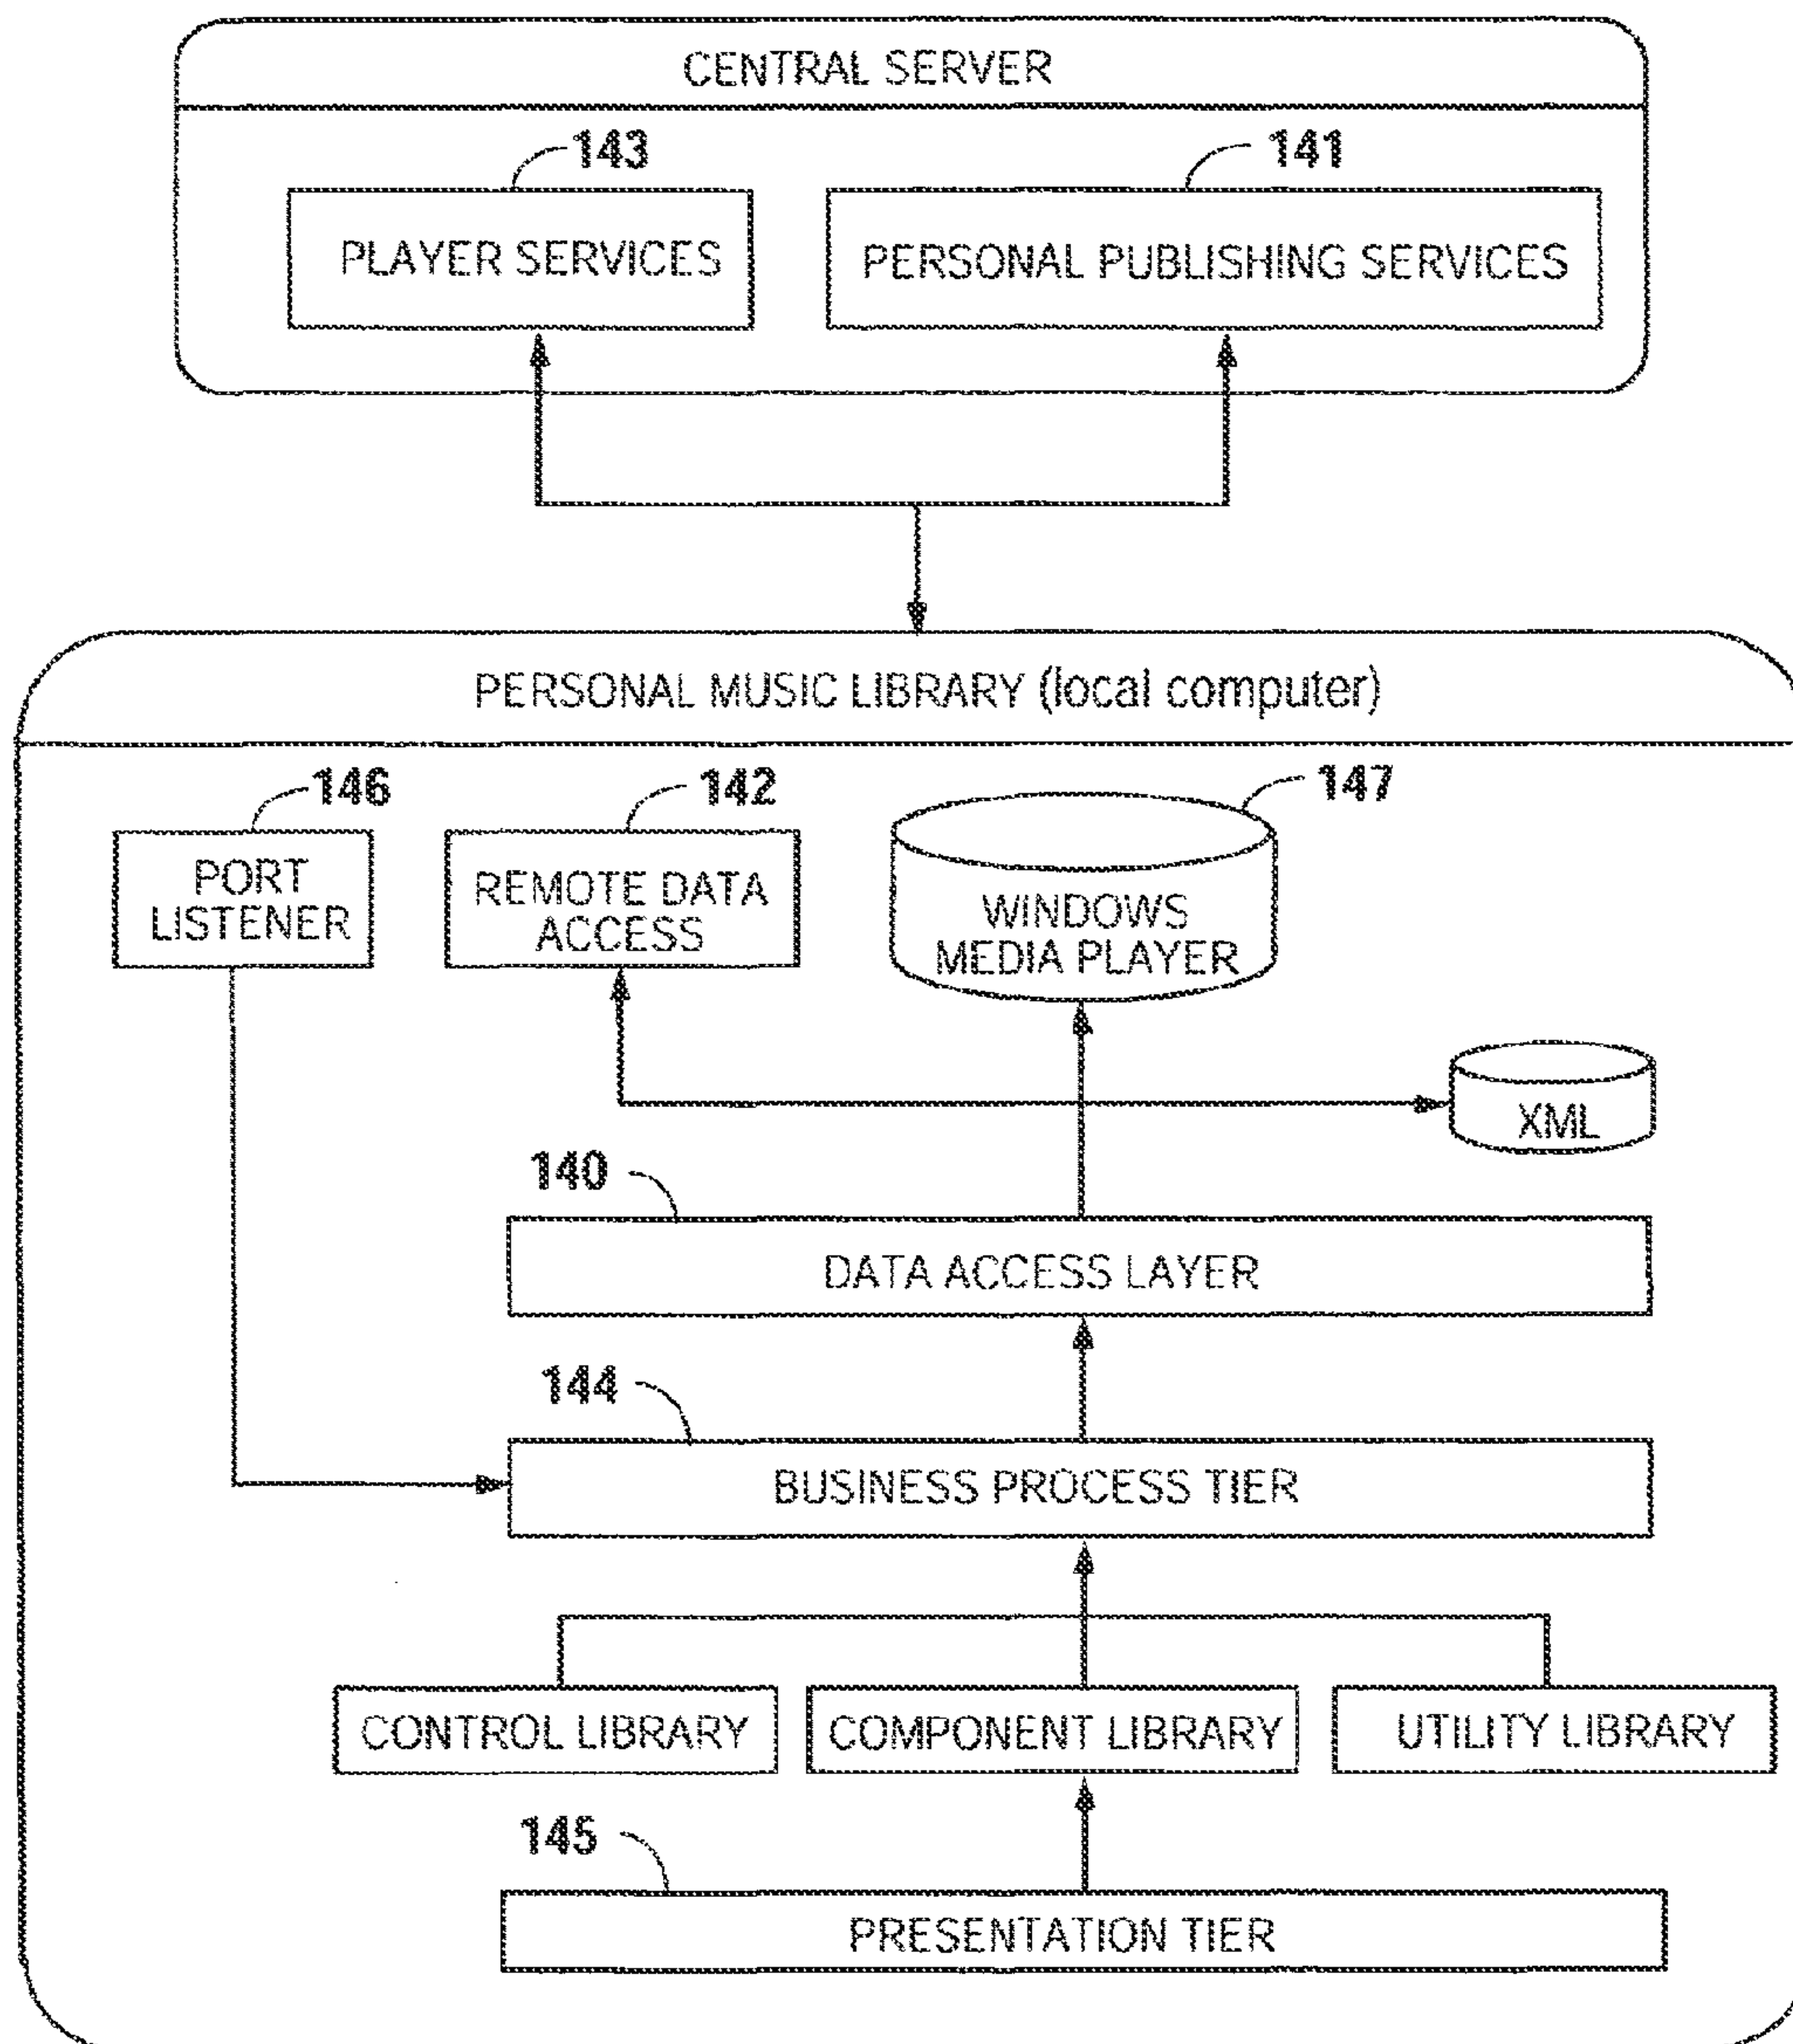 CENTRAL SERVER
143
141
PLAYER SERVICES
PERSONAL PUBLISHING SERVICES
PERSONAL MUSIC LIBRARY (local computer)
146
142
147
PORT
LISTENER
REMOTE DATA
ACCESS
WINDOWS
MEDIA PLAYER
XML
140
DATA ACCESS LAYER
144
BUSINESS PROCESS TIER
CONTROL LIBRARY
COMPONENT LIBRARY
UTILITY LIBRARY
145
PRESENTATION TIER